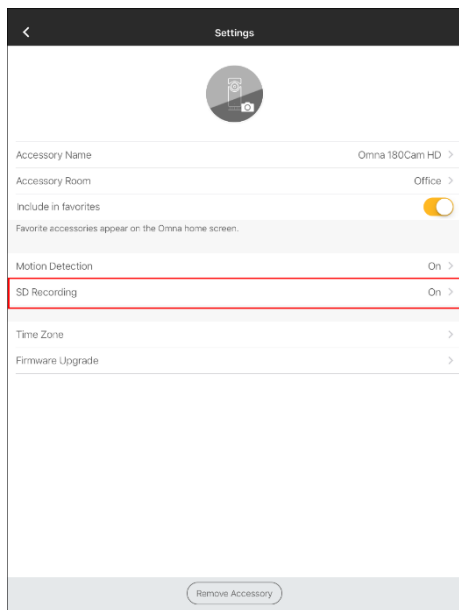 Settings
Accessory Name Omna 180Cam HD
Accessory Room Office
Include in favorites
Favorite accessories appear on the Omna home screen.
Motion Detection On
SD Recording On
Time Zone
Firmware Upgrade
Remove Accessory